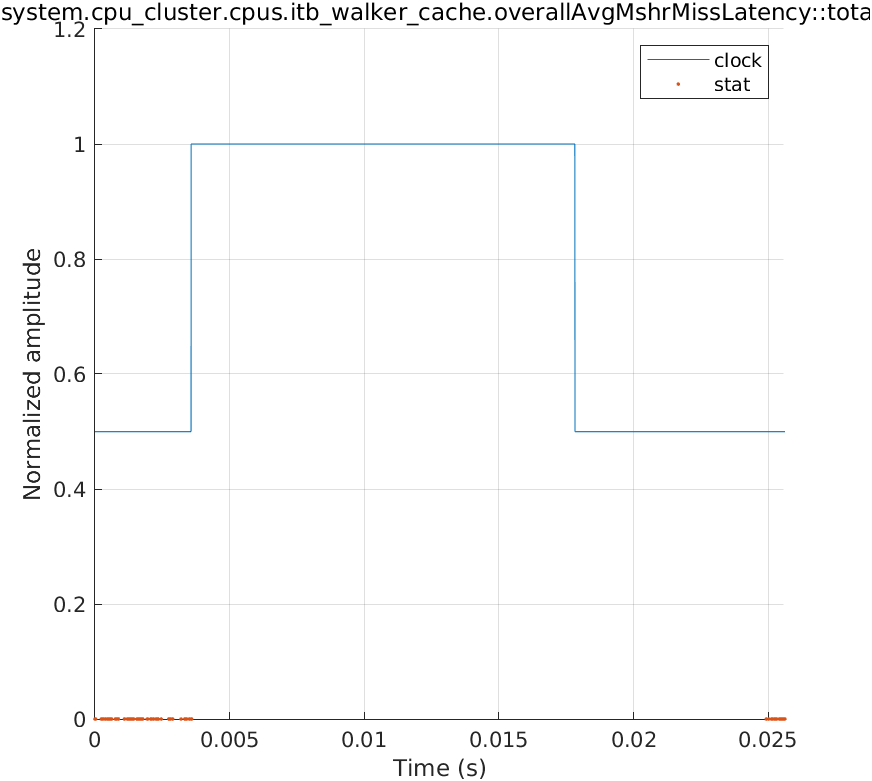 system.cpu_cluster.cpus.itb_walker_cache.overallAvgMshrMissLatency::tota
1.2
clock
stat
1
0.8
0.6
0.4
0.2
0
Normalized amplitude
0 0.005 0.01 0.015 0.02 0.025
Time (s)